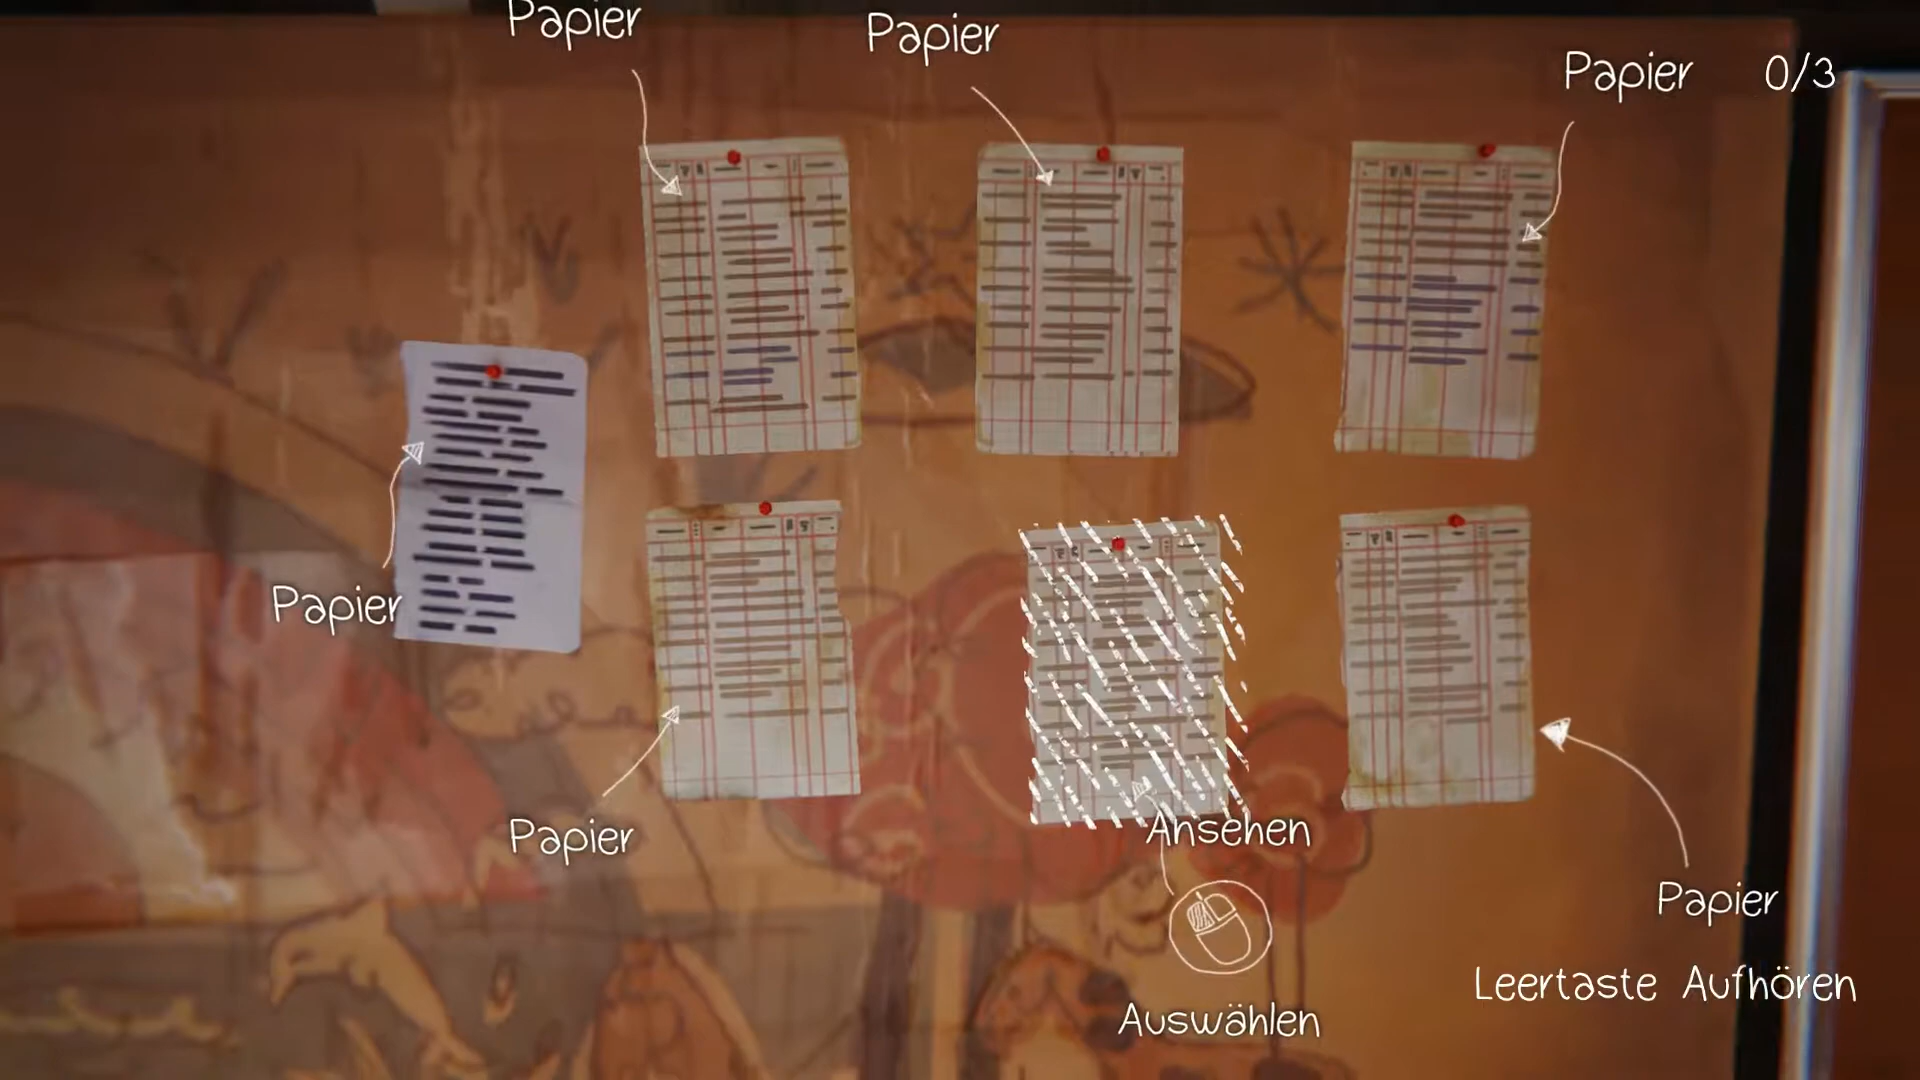 Papier
Papier
Papier 0/3
Papier
Papier
Ansehen
Auswählen
Papier
Leertaste Aufhören